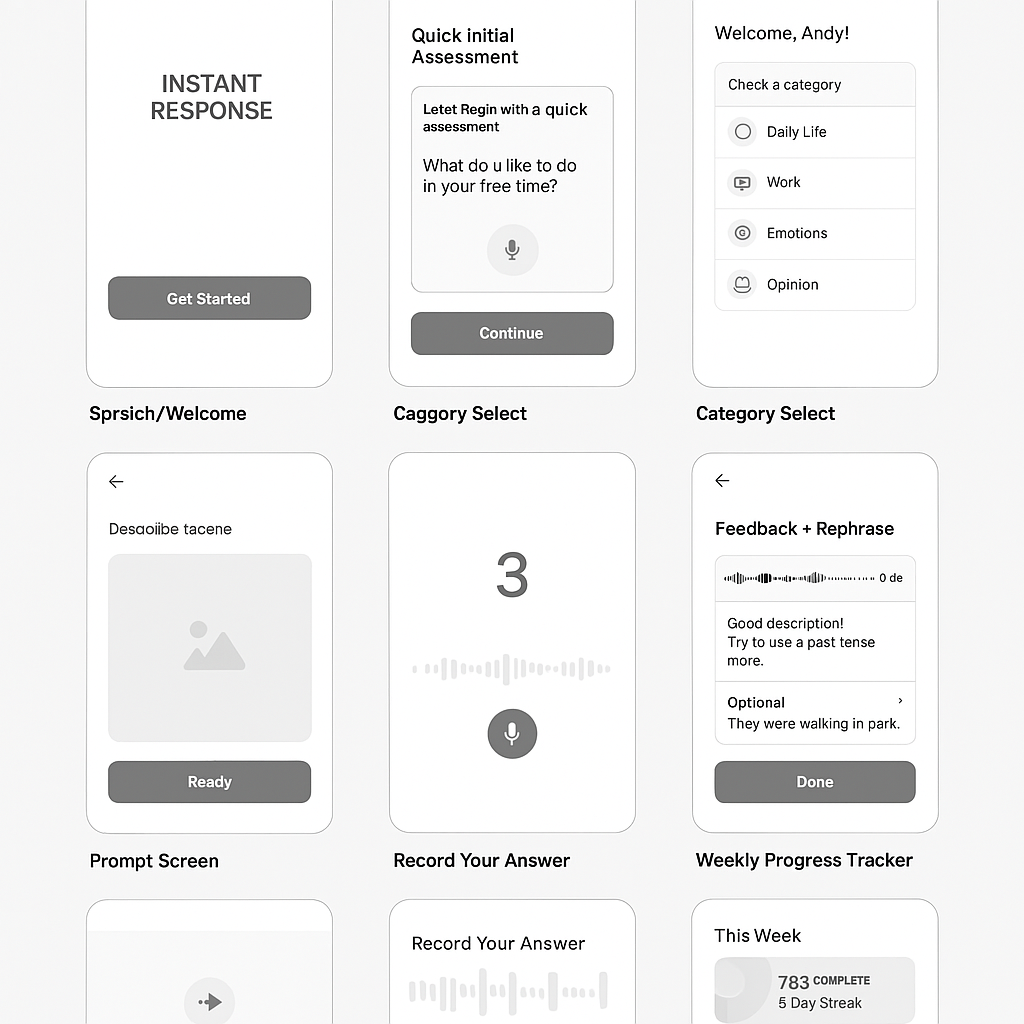 INSTANT
RESPONSE
Get Started
Sprsich/Welcome
Quick initial
Assessment
Letet Regin with a quick
assessment
What do u like to do
in your free time?
Continue
Caggory Select
Welcome, Andy!
Check a category
Daily Life
Work
G
Emotions
Opinion
Category Select
Desaoiibe tacene
Ready
Prompt Screen
3
Record Your Answer
Feedback + Rephrase
0 de
Good description!
Try to use a past tense
more.
Optional
They were walking in park.
Done
Weekly Progress Tracker
Record Your Answer
This Week
783 COMPLETE
5 Day Streak